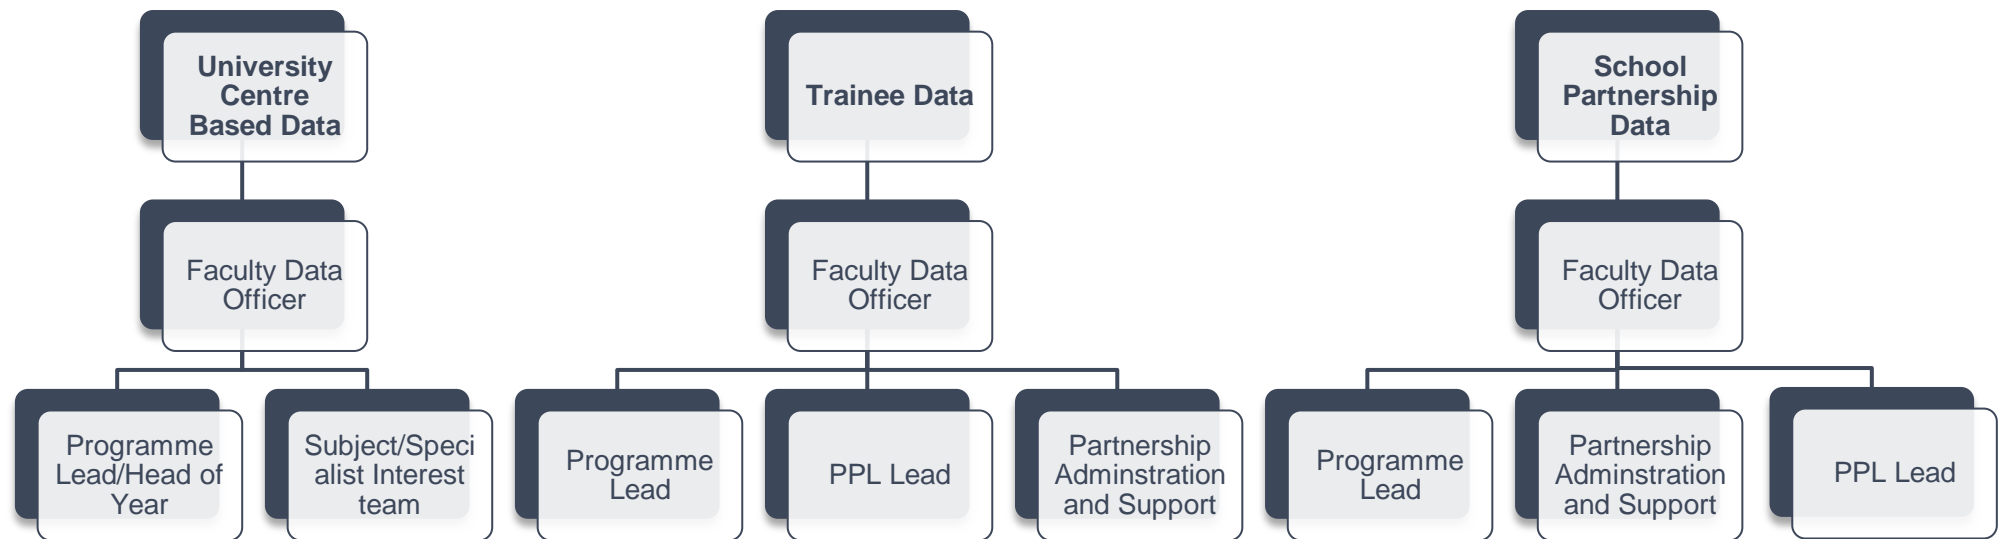 University
Centre
Based Data
Trainee Data
School
Partnership
Data
Faculty Data
Officer
Faculty Data
Officer
Faculty Data
Officer
Programme
Lead/Head of
Year
Subject/Speci
alist Interest
team
Programme
Lead
PPL Lead
Partnership
Adminstration
and Support
Programme
Lead
Partnership
Adminstration
and Support
PPL Lead